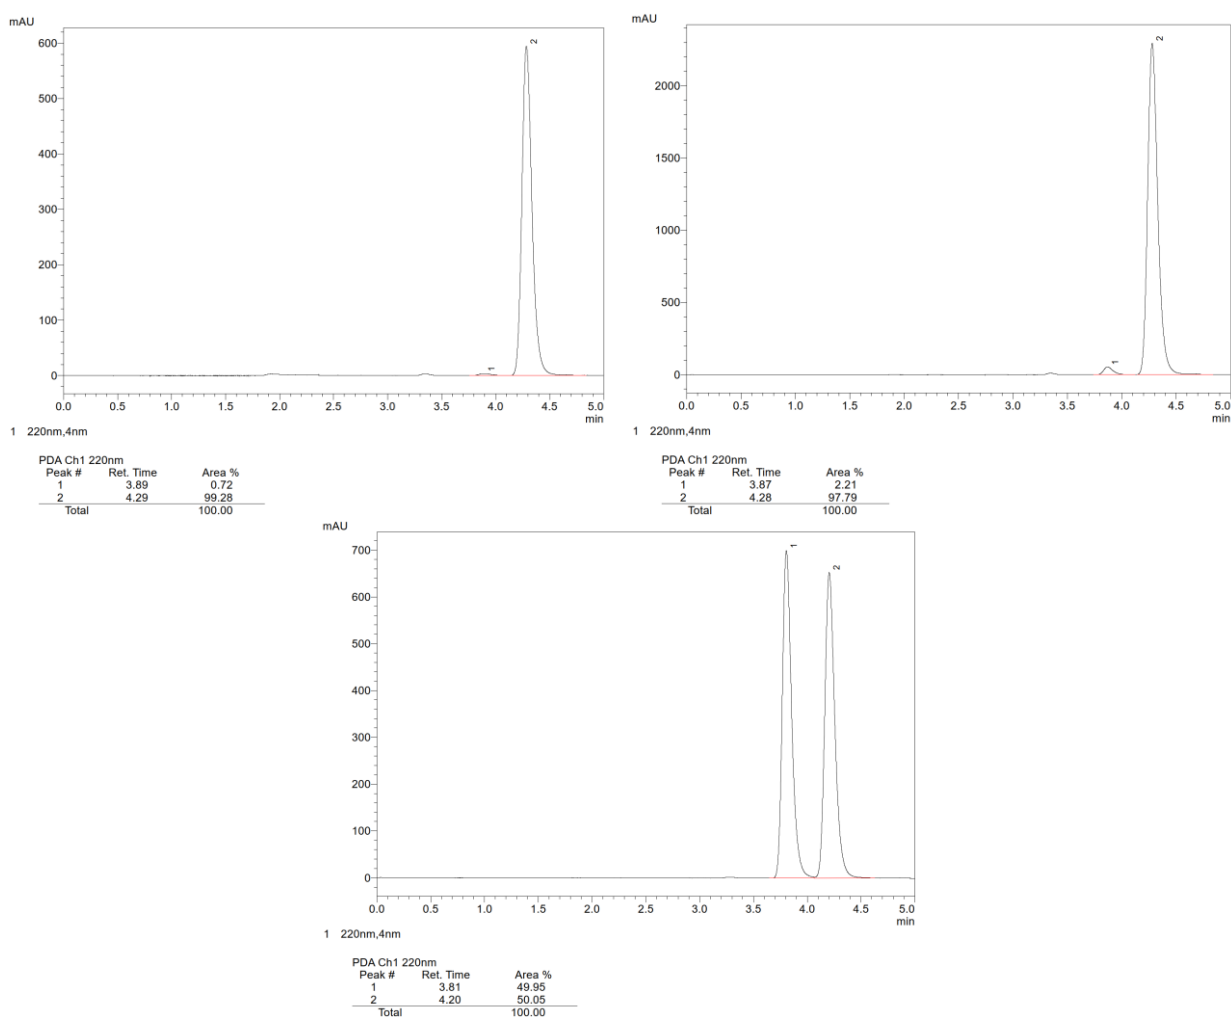 mAU
600
500
400
300
200
100
0
2
1
0.0 0.5 1.0 1.5 2.0 2.5 3.0 3.5 4.0 4.5 5.0
min
1 220nm,4nm
PDA Ch1 220nm
Peak # Ret. Time Area %
1 3.89 0.72
2 4.29 99.28
Total 100.00
mAU
2000
1500
1000
500
0
2
1
0.0 0.5 1.0 1.5 2.0 2.5 3.0 3.5 4.0 4.5 5.0
min
1 220nm,4nm
PDA Ch1 220nm
Peak # Ret. Time Area %
1 3.87 2.21
2 4.28 97.79
Total 100.00
mAU
700
600
500
400
300
200
100
0
1
2
0.0 0.5 1.0 1.5 2.0 2.5 3.0 3.5 4.0 4.5 5.0
min
1 220nm,4nm
PDA Ch1 220nm
Peak # Ret. Time Area %
1 3.81 49.95
2 4.20 50.05
Total 100.00